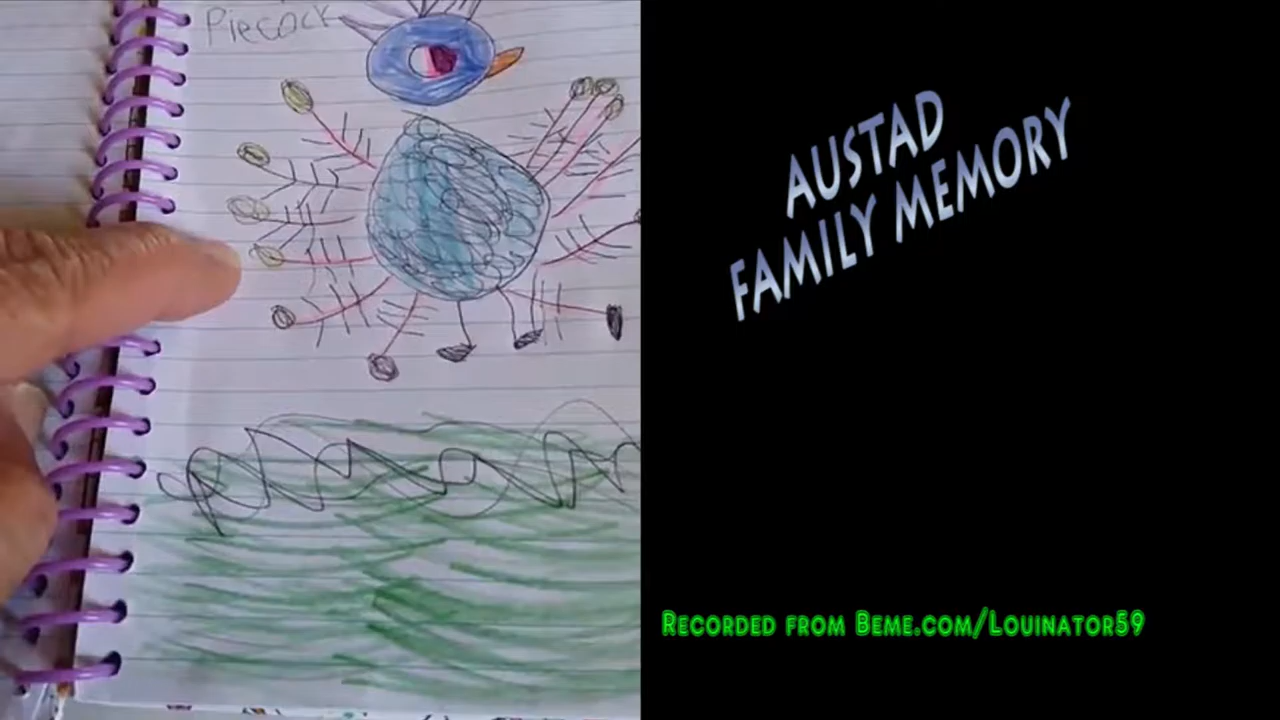 Piecock
AUSTAD
FAMILY MEMORY
RECORDED FROM BEME.COM/LOUINATOR59